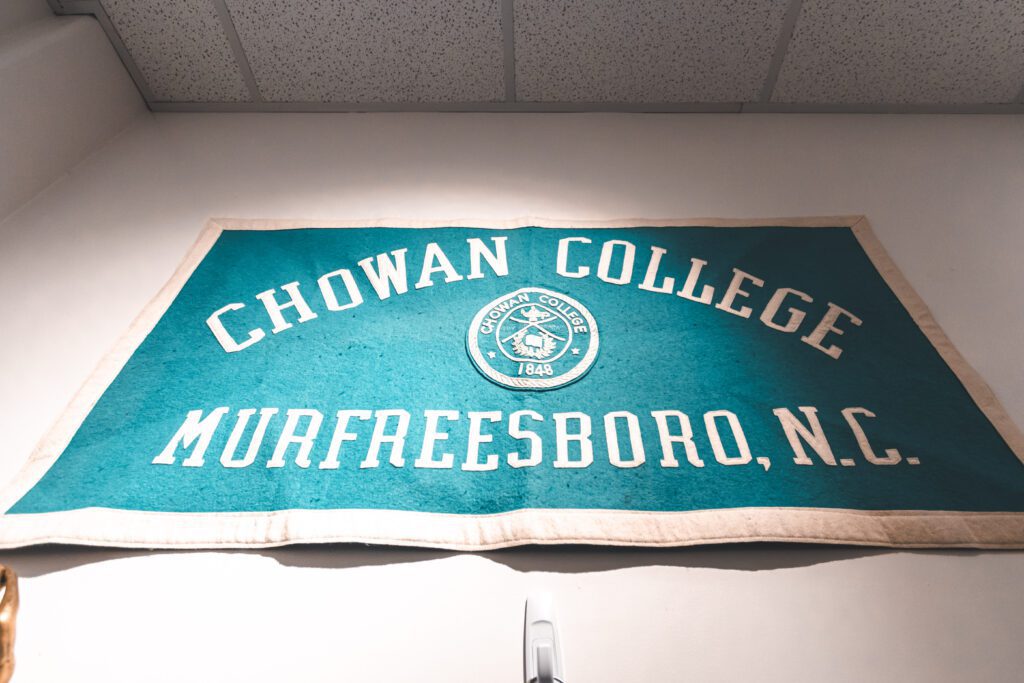 CHOWAN COLLEGE
CHOWAN COLLEGE
1848
MURFREESBORO, N.C.